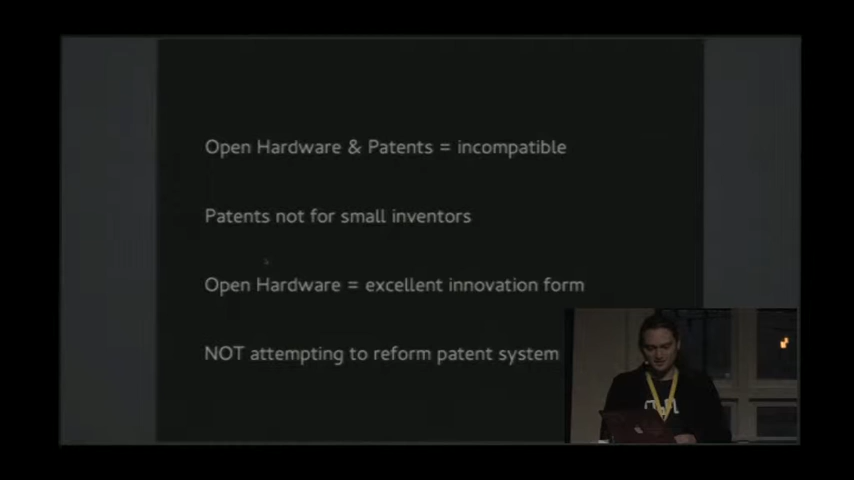 Open Hardware & Patents = incompatible
Patents not for small inventors
Open Hardware = excellent innovation form
NOT attempting to reform patent system